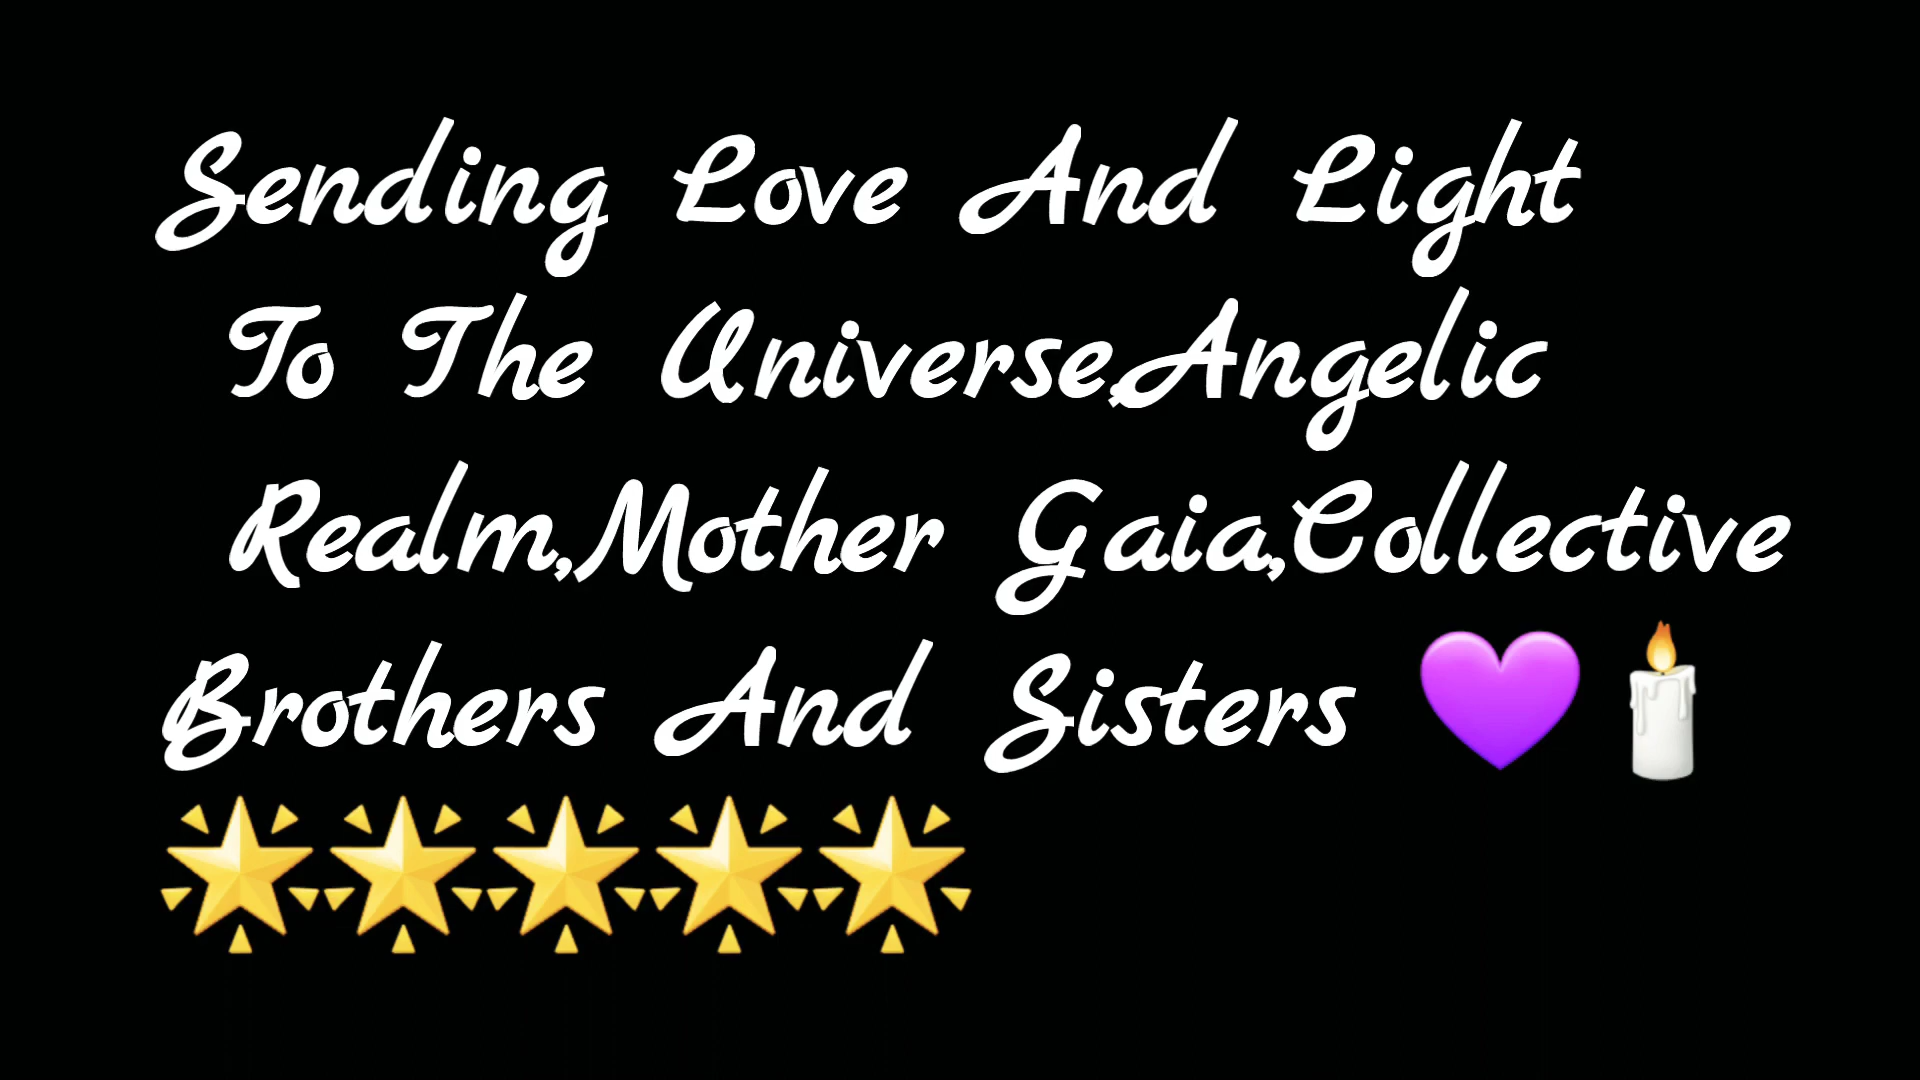 Sending Love And Light
To The Universe,Angelic
Realm,Mother Gaia,Collective
Brothers And Sisters 💜🕯️
🌟🌟🌟🌟🌟